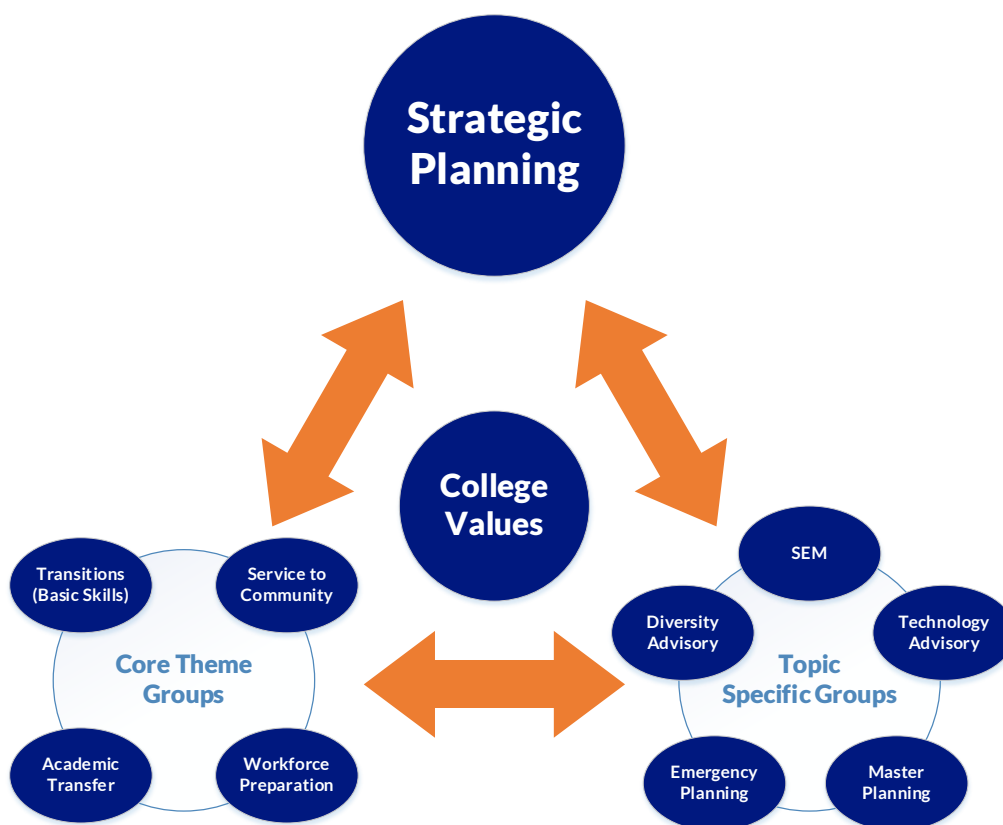 Strategic
Planning
College
Values
Transitions
(Basic Skills)
Service to
Community
Core Theme
Groups
Academic
Transfer
Workforce
Preparation
SEM
Diversity
Advisory
Technology
Advisory
Topic
Specific Groups
Emergency
Planning
Master
Planning